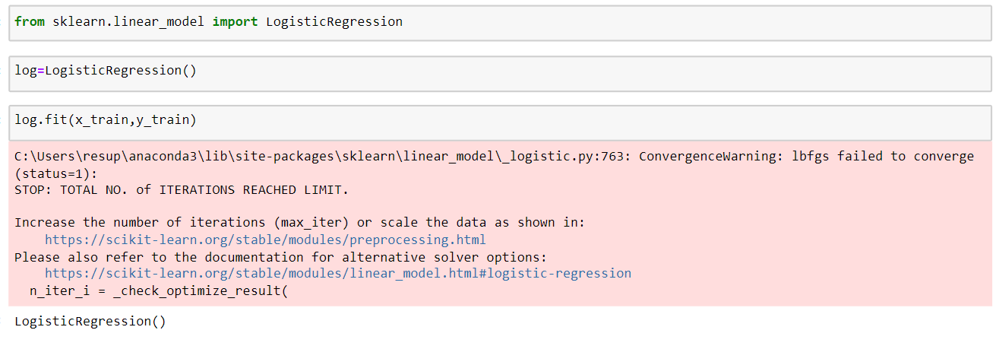 from sklearn.linear_model import LogisticRegression
log=LogisticRegression()
log.fit(x_train,y_train)
C:\Users\resup\anaconda3\lib\site-packages\sklearn\linear_model\_logistic.py:763: ConvergenceWarning: lbfgs failed to converge
(status=1):
STOP: TOTAL NO. of ITERATIONS REACHED LIMIT.
Increase the number of iterations (max_iter) or scale the data as shown in:
    https://scikit-learn.org/stable/modules/preprocessing.html
Please also refer to the documentation for alternative solver options:
    https://scikit-learn.org/stable/modules/linear_model.html#logistic-regression
  n_iter_i = _check_optimize_result(
LogisticRegression()